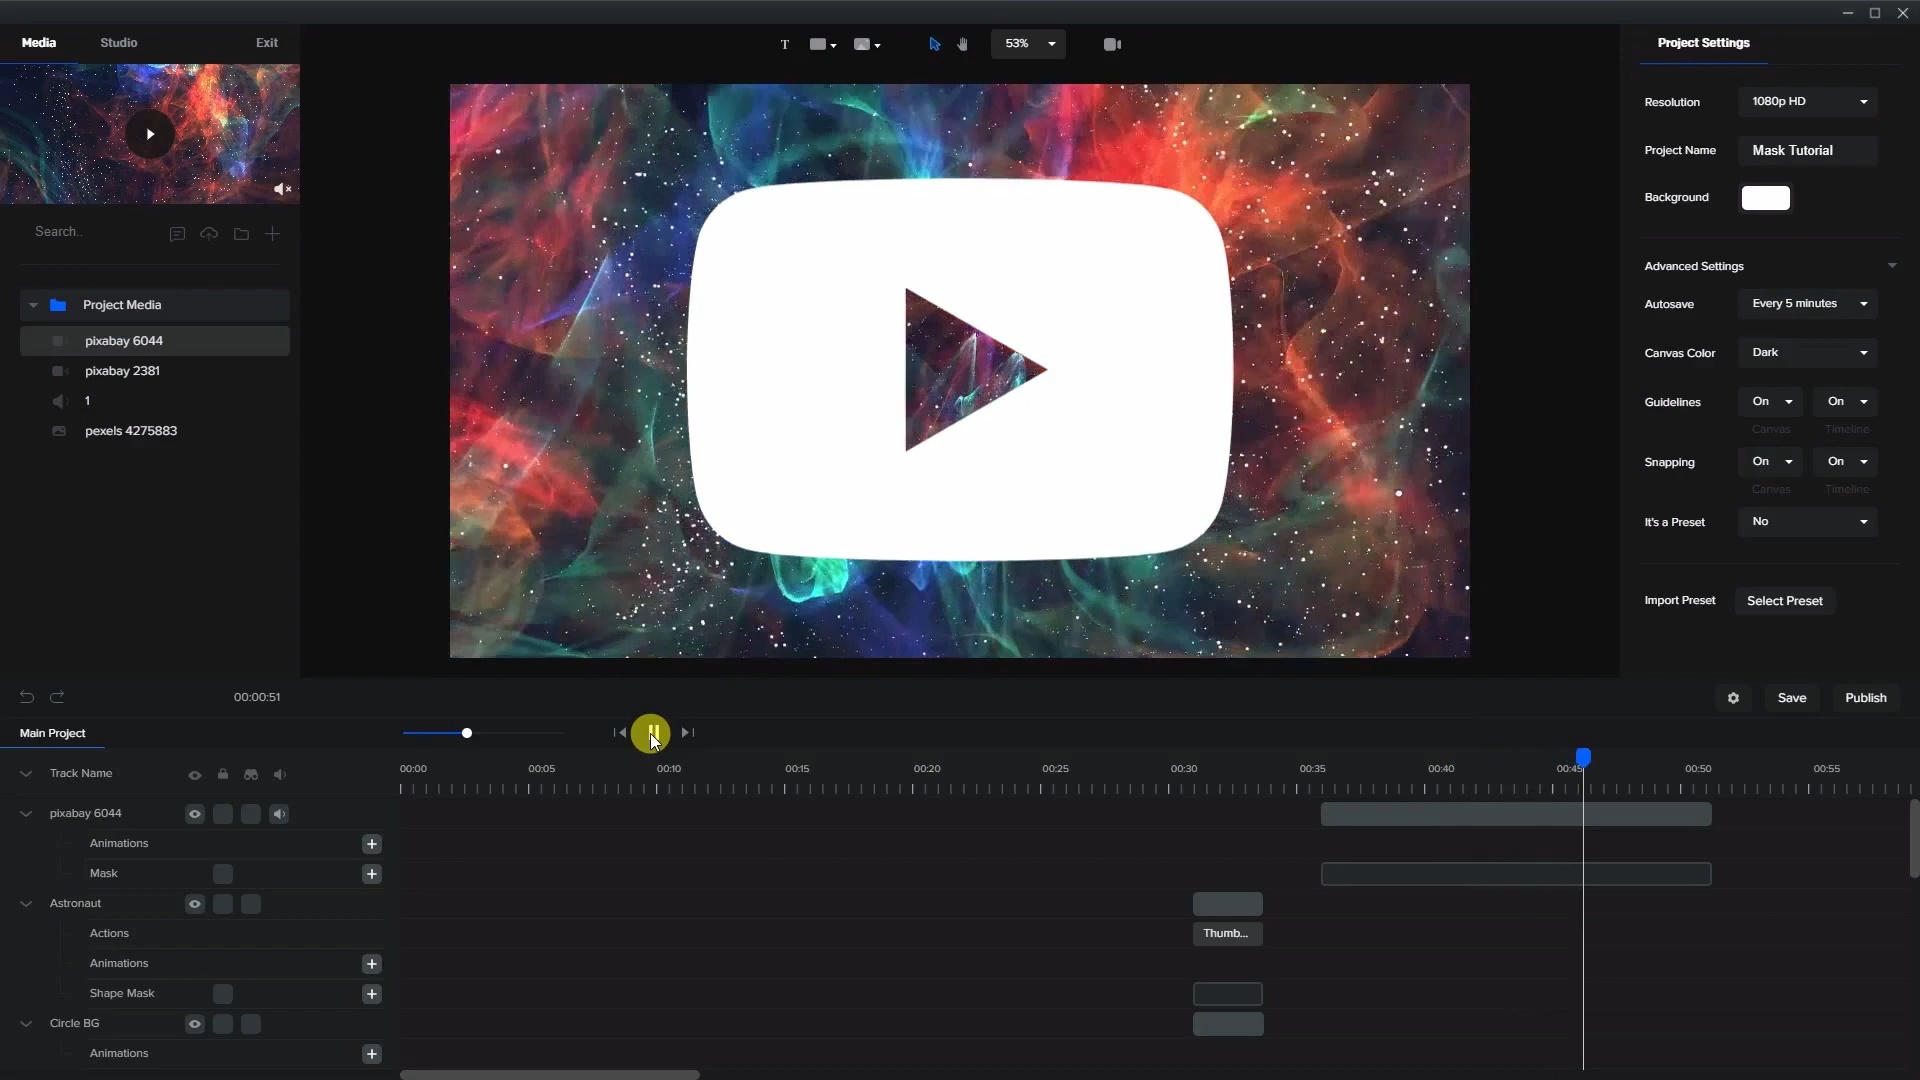 Media
Studio
Exit
T
53%
Project Settings
Resolution
1080p HD
Project Name
Mask Tutorial
Background
Search..
Advanced Settings
Autosave
Every 5 minutes
Project Media
pixabay 6044
pixabay 2381
1
pexels 4275883
Canvas Color
Dark
Guidelines
On
On
Canvas
Timeline
Snapping
On
On
Canvas
Timeline
It's a Preset
No
Import Preset
Select Preset
00:00:51
Save
Publish
Main Project
Track Name
00:00
00:05
00:10
00:15
00:20
00:25
00:30
00:35
00:40
00:45
00:50
00:55
pixabay 6044
Animations
Mask
Astronaut
Actions
Thumb...
Animations
Shape Mask
Circle BG
Animations